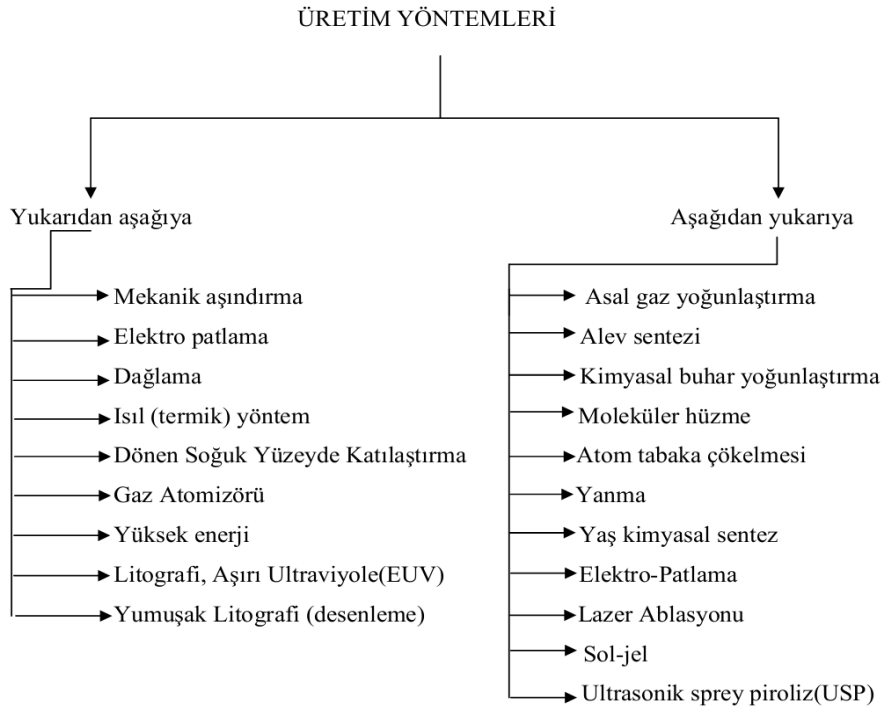 ÜRETİM YÖNTEMLERİ
Yukarıdan aşağıya
Mekanik aşındırma
Elektro patlama
Dağlama
Isıl (termik) yöntem
Dönen Soğuk Yüzeyde Katılaştırma
Gaz Atomizörü
Yüksek enerji
Litografi, Aşırı Ultraviyole(EUV)
Yumuşak Litografi (desenleme)
Aşağıdan yukarıya
Asal gaz yoğunlaştırma
Alev sentezi
Kimyasal buhar yoğunlaştırma
Moleküler hüzme
Atom tabaka çökelmesi
Yanma
Yaş kimyasal sentez
Elektro-Patlama
Lazer Ablasyonu
Sol-jel
Ultrasonik sprey piroliz(USP)